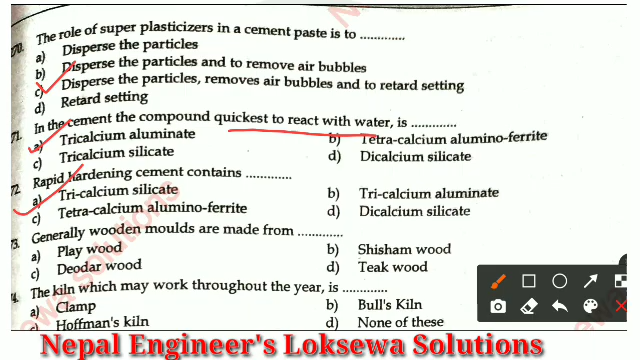 70. The role of super plasticizers in a cement paste is to ............
a) Disperse the particles
b) Disperse the particles and to remove air bubbles
c) Disperse the particles, removes air bubbles and to retard setting
d) Retard setting
71. In the cement the compound quickest to react with water, is ............
a) Tricalcium aluminate b) Tetra-calcium alumino-ferrite
c) Tricalcium silicate d) Dicalcium silicate
72 Rapid hardening cement contains ............
a) Tri-calcium silicate b) Tri-calcium aluminate
c) Tetra-calcium alumino-ferrite d) Dicalcium silicate
73. Generally wooden moulds are made from ............
a) Play wood b) Shisham wood
c) Deodar wood d) Teak wood
74. The kiln which may work throughout the year, is ............
a) Clamp b) Bull's Kiln
c) Hoffman's kiln d) None of these
Nepal Engineer's Loksewa Solutions